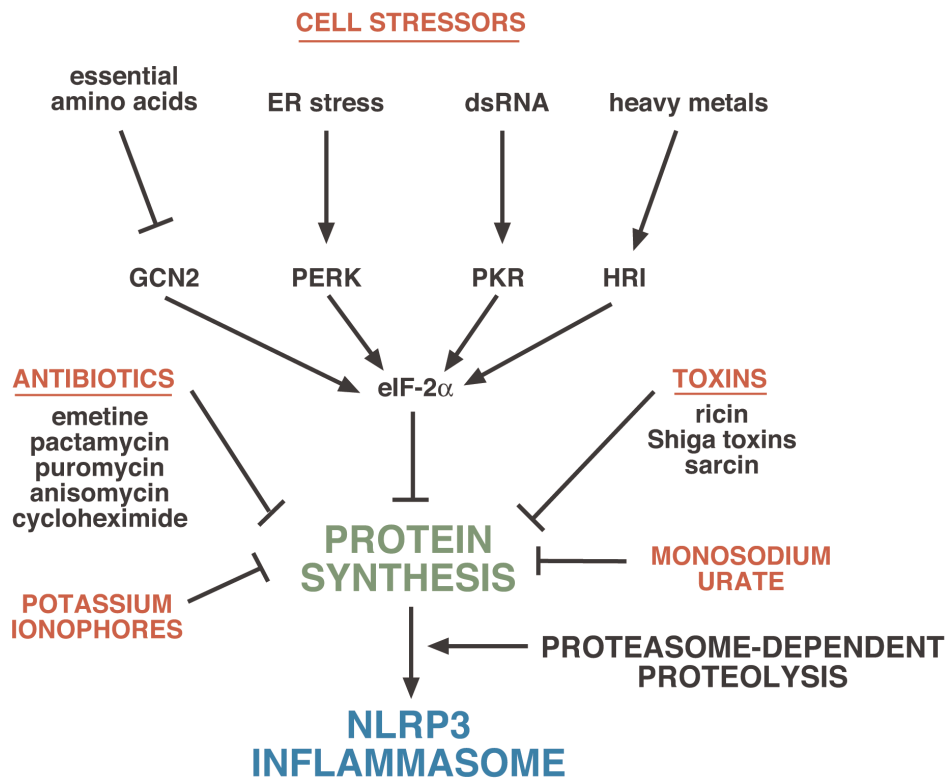 CELL STRESSORS
essential
amino acids
ER stress
dsRNA
heavy metals
GCN2
PERK
PKR
HRI
eIF-2α
ANTIBIOTICS
emetine
pactamycin
puromycin
anisomycin
cycloheximide
TOXINS
ricin
Shiga toxins
sarcin
PROTEIN
SYNTHESIS
MONOSODIUM
URATE
POTASSIUM
IONOPHORES
PROTEASOME-DEPENDENT
PROTEOLYSIS
NLRP3
INFLAMMASOME